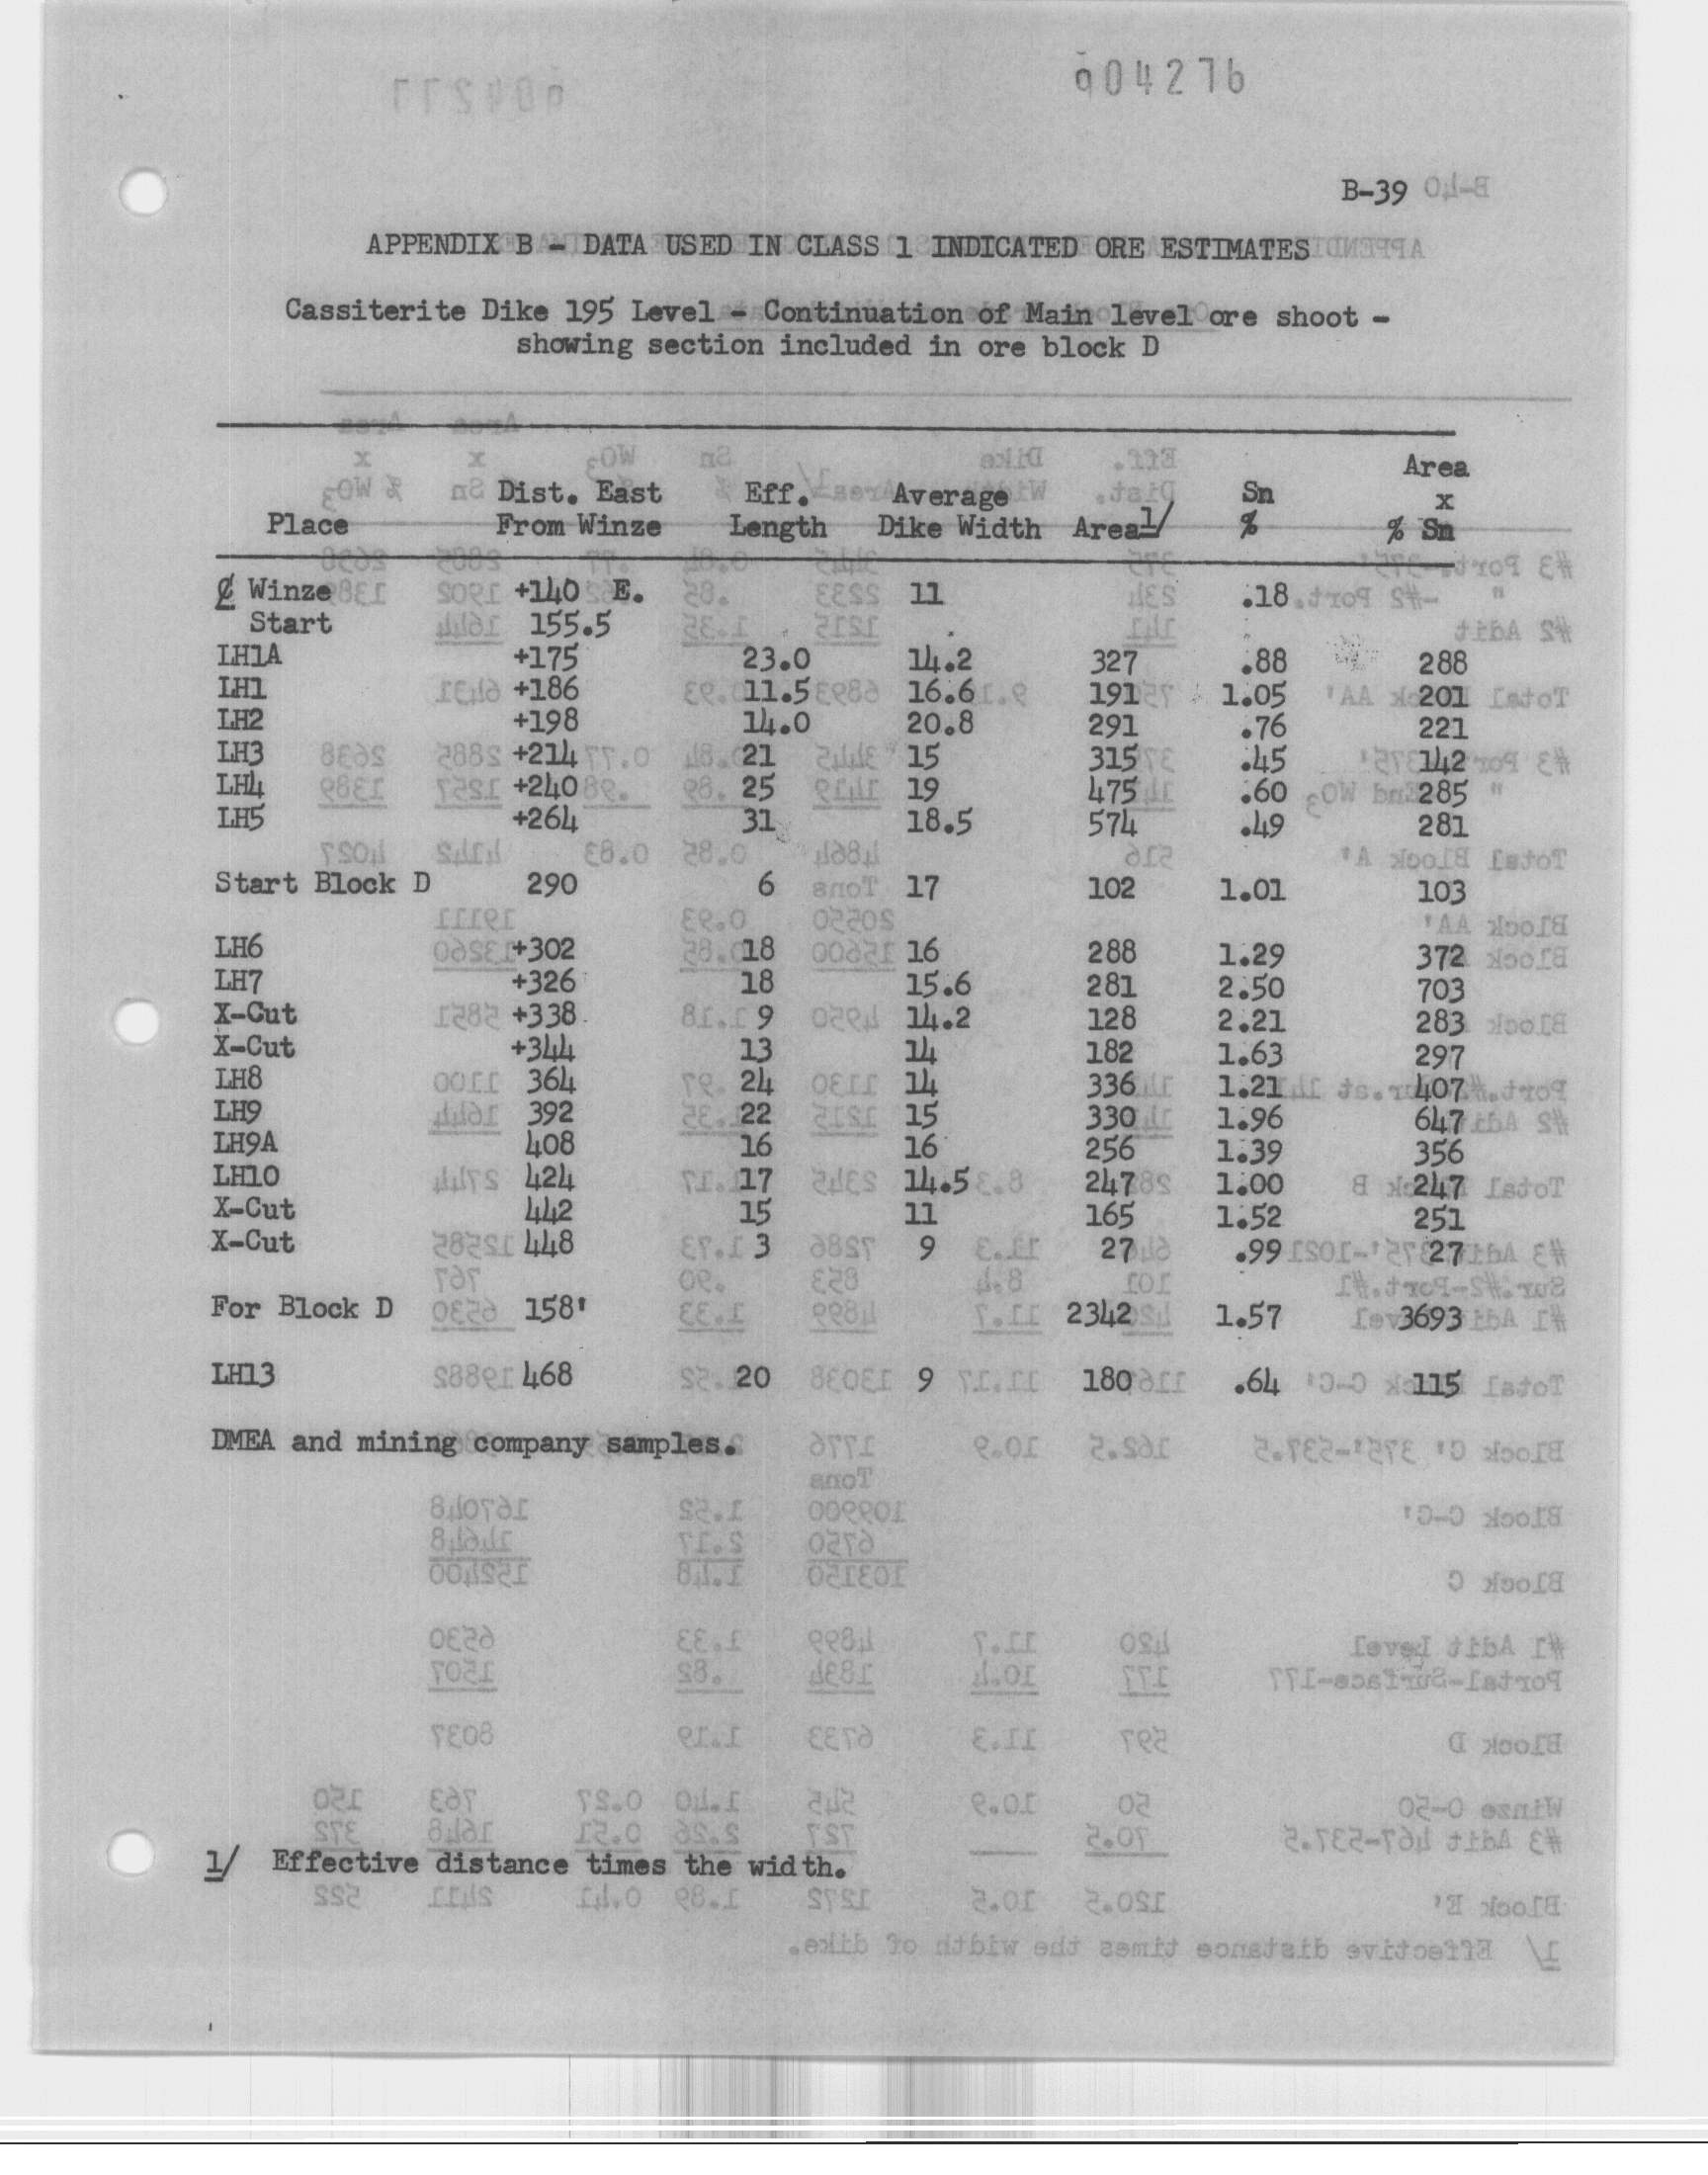 004276
B-39
APPENDIX B - DATA USED IN CLASS 1 INDICATED ORE ESTIMATES
Cassiterite Dike 195 Level - Continuation of Main level ore shoot -
showing section included in ore block D
Area
Dist. East Eff. Average Sn x
Place From Winze Length Dike Width Area1/ % % Sn
₵ Winze +140 E. 11 .18
Start 155.5
LH1A +175 23.0 14.2 327 .88 288
LH1 +186 11.5 16.6 191 1.05 201
LH2 +198 14.0 20.8 291 .76 221
LH3 +214 21 15 315 .45 142
LH4 +240 25 19 475 .60 285
LH5 +264 31 18.5 574 .49 281
Start Block D 290 6 17 102 1.01 103
LH6 +302 18 16 288 1.29 372
LH7 +326 18 15.6 281 2.50 703
X-Cut +338 9 14.2 128 2.21 283
X-Cut +344 13 14 182 1.63 297
LH8 364 24 14 336 1.21 407
LH9 392 22 15 330 1.96 647
LH9A 408 16 16 256 1.39 356
LH10 424 17 14.5 247 1.00 247
X-Cut 442 15 11 165 1.52 251
X-Cut 448 3 9 27 .99 27
For Block D 158' 2342 1.57 3693
LH13 468 20 9 180 .64 115
DMEA and mining company samples.
1/ Effective distance times the width.